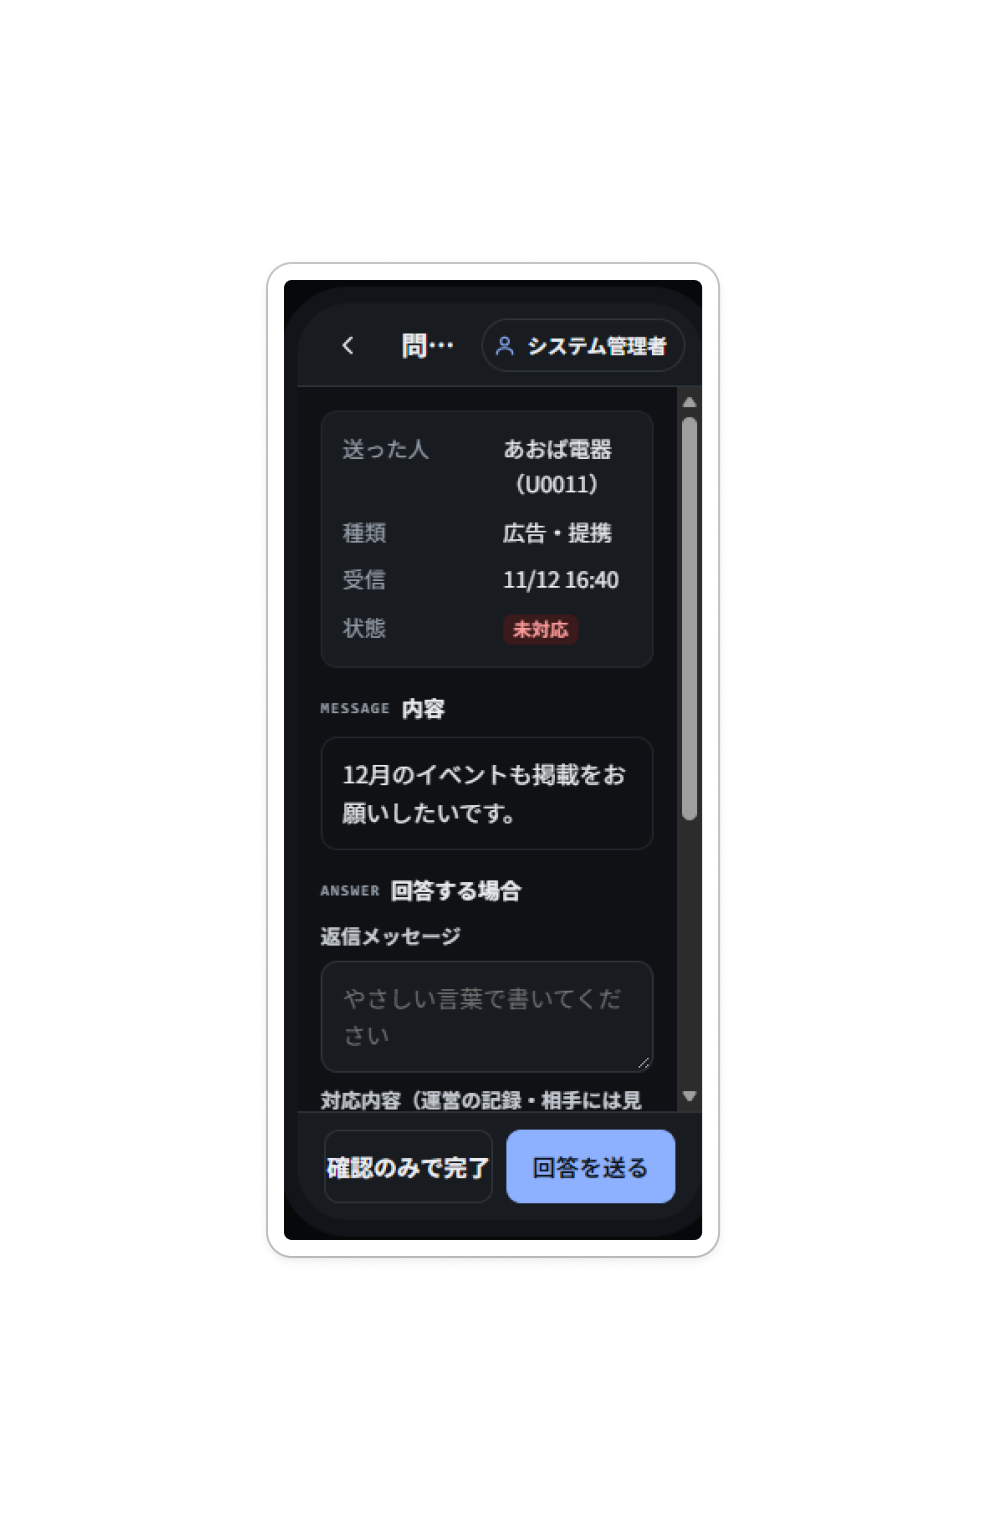 問…
システム管理者
送った人
あおば電器
（U0011）
種類
広告・提携
受信
11/12 16:40
状態
未対応
MESSAGE 内容
12月のイベントも掲載をお
願いしたいです。
ANSWER 回答する場合
返信メッセージ
やさしい言葉で書いてくだ
さい
対応内容（運営の記録・相手には見
確認のみで完了
回答を送る